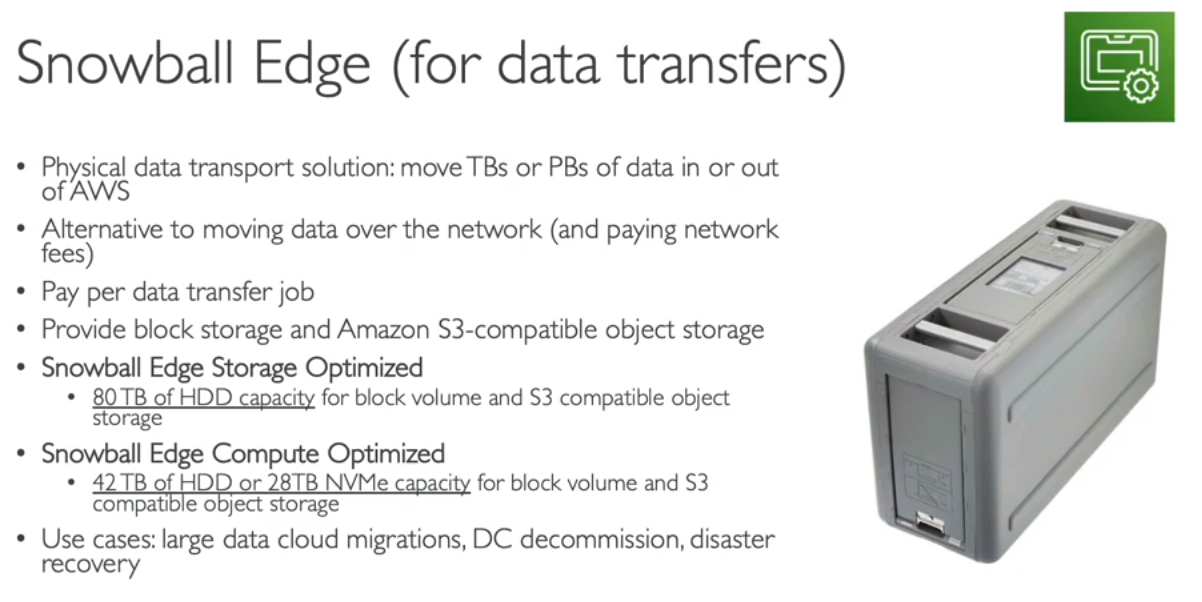 Snowball Edge (for data transfers)
• Physical data transport solution: move TBs or PBs of data in or out
of AWS
• Alternative to moving data over the network (and paying network
fees)
• Pay per data transfer job
• Provide block storage and Amazon S3-compatible object storage
• Snowball Edge Storage Optimized
• 80 TB of HDD capacity for block volume and S3 compatible object
storage
• Snowball Edge Compute Optimized
• 42 TB of HDD or 28TB NVMe capacity for block volume and S3
compatible object storage
• Use cases: large data cloud migrations, DC decommission, disaster
recovery